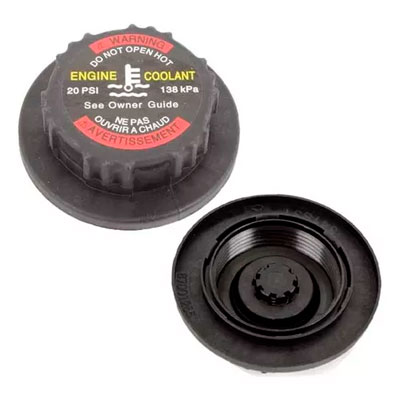 ⚠ WARNING
DO NOT OPEN HOT
ENGINE COOLANT
20 PSI 138 kPa
See Owner Guide
NE PAS
OUVRIR A CHAUD
⚠ AVERTISSEMENT